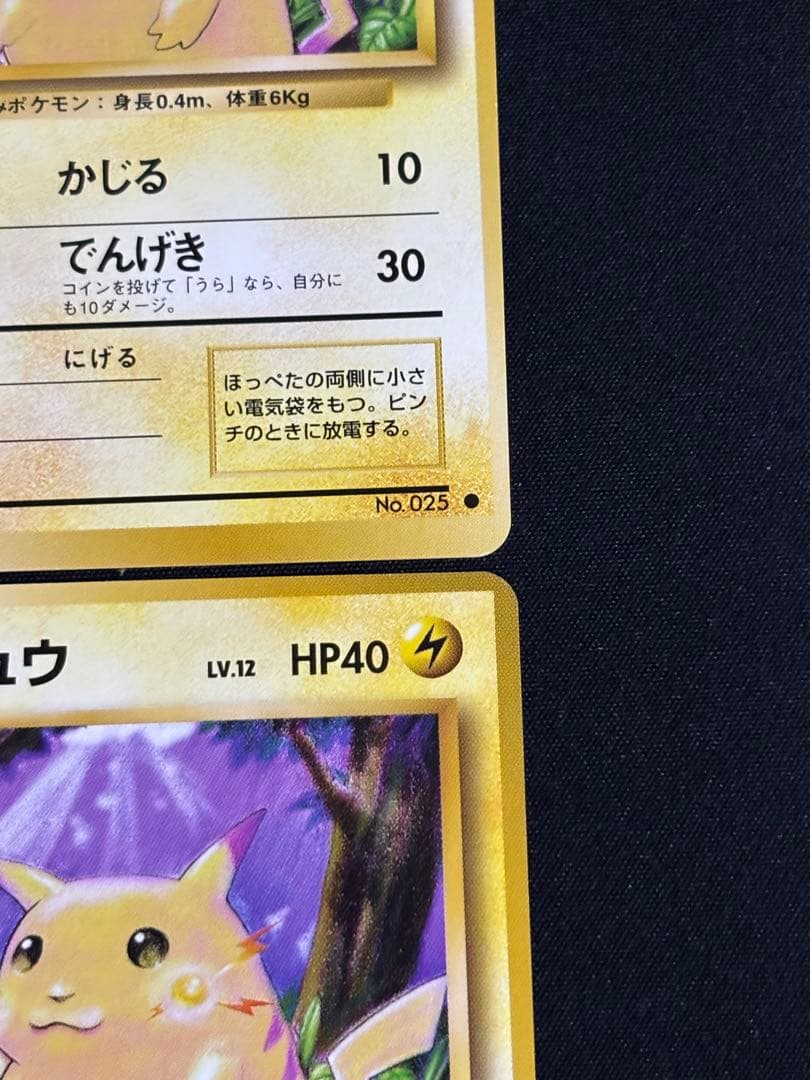 みポケモン：身長0.4m、体重6Kg
かじる 10
でんげき 30
コインを投げて「うら」なら、自分に
も10ダメージ。
にげる
ほっぺたの両側に小さ
い電気袋をもつ。ピン
チのときに放電する。
No. 025 ●
ュウ LV.12 HP40